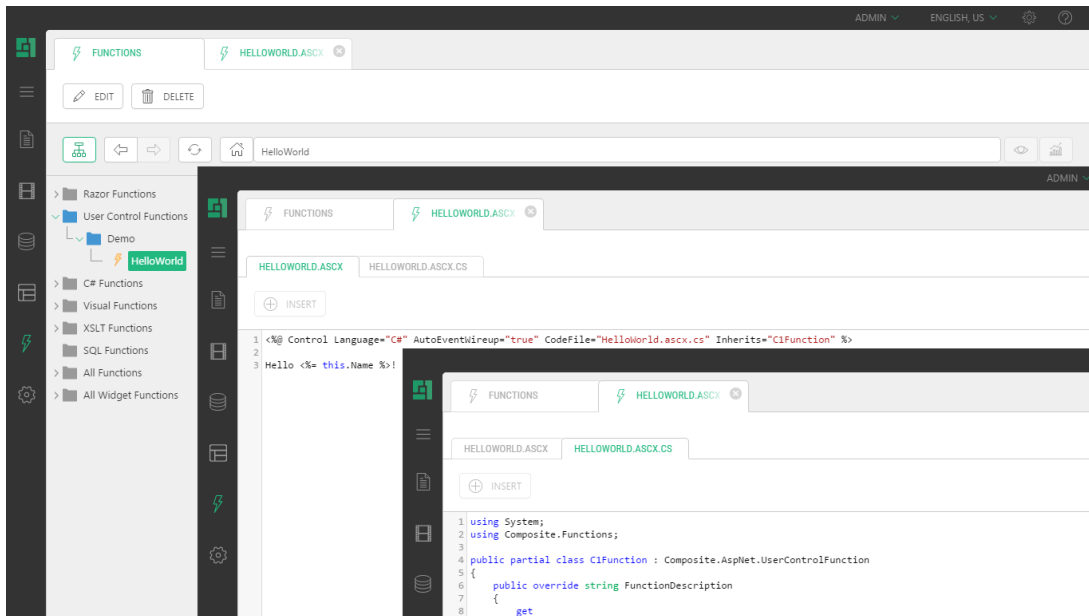 ADMIN ENGLISH, US
FUNCTIONS HELLOWORLD.ASCX
EDIT DELETE
HelloWorld
Razor Functions
User Control Functions
Demo
HelloWorld
C# Functions
Visual Functions
XSLT Functions
SQL Functions
All Functions
All Widget Functions
ADMIN
FUNCTIONS HELLOWORLD.ASCX
HELLOWORLD.ASCX HELLOWORLD.ASCX.CS
INSERT
1 <%@ Control Language="C#" AutoEventWireup="true" CodeFile="HelloWorld.ascx.cs" Inherits="C1Function" %>
2
3 Hello <%= this.Name %>!
FUNCTIONS HELLOWORLD.ASCX
HELLOWORLD.ASCX HELLOWORLD.ASCX.CS
INSERT
1 using System;
2 using Composite.Functions;
3
4 public partial class C1Function : Composite.AspNet.UserControlFunction
5 {
6 public override string FunctionDescription
7 {
8 get